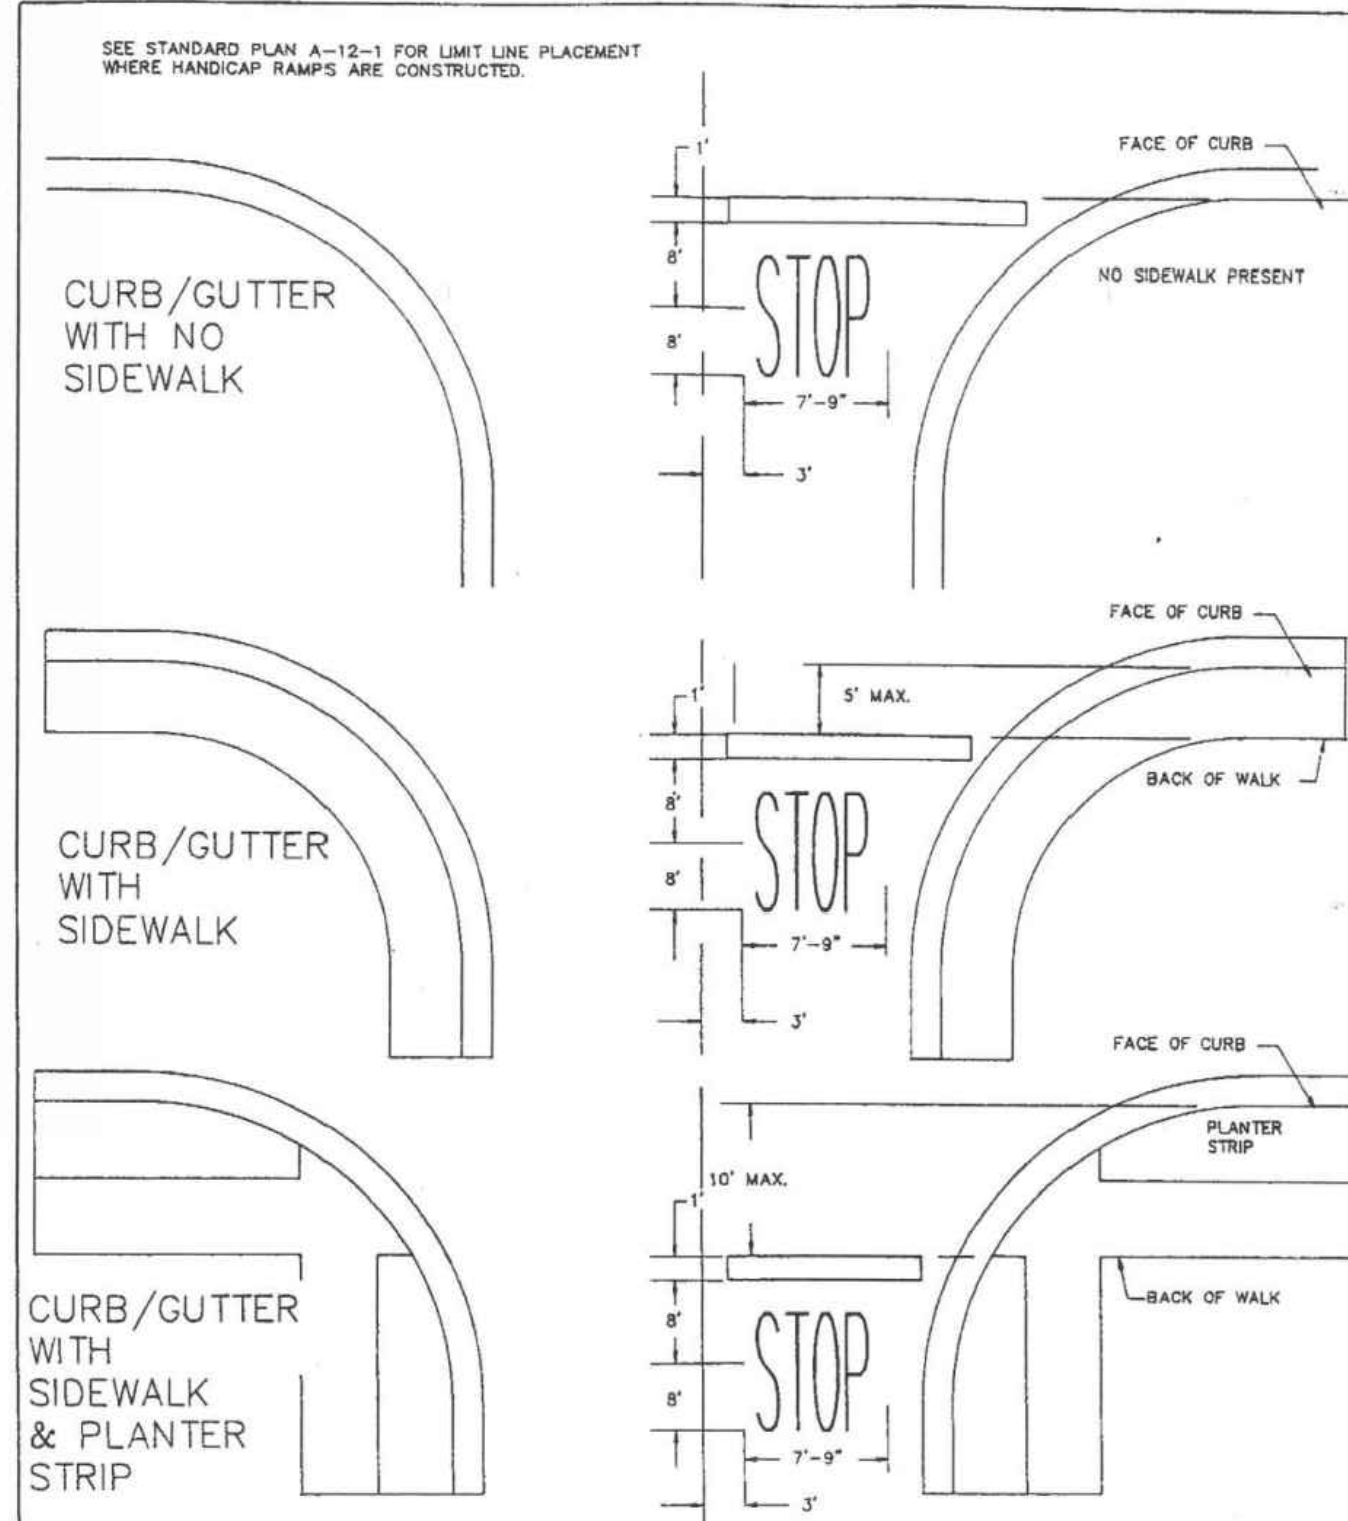 SEE STANDARD PLAN A-12-1 FOR LIMIT LINE PLACEMENT
WHERE HANDICAP RAMPS ARE CONSTRUCTED.
1'
FACE OF CURB
8'
STOP
NO SIDEWALK PRESENT
CURB/GUTTER
WITH NO
SIDEWALK
8'
7'-9"
3'
FACE OF CURB
1'
5' MAX.
BACK OF WALK
8'
STOP
CURB/GUTTER
WITH
SIDEWALK
8'
7'-9"
3'
FACE OF CURB
PLANTER
STRIP
10' MAX.
1'
BACK OF WALK
8'
STOP
CURB/GUTTER
WITH
SIDEWALK
& PLANTER
STRIP
8'
7'-9"
3'